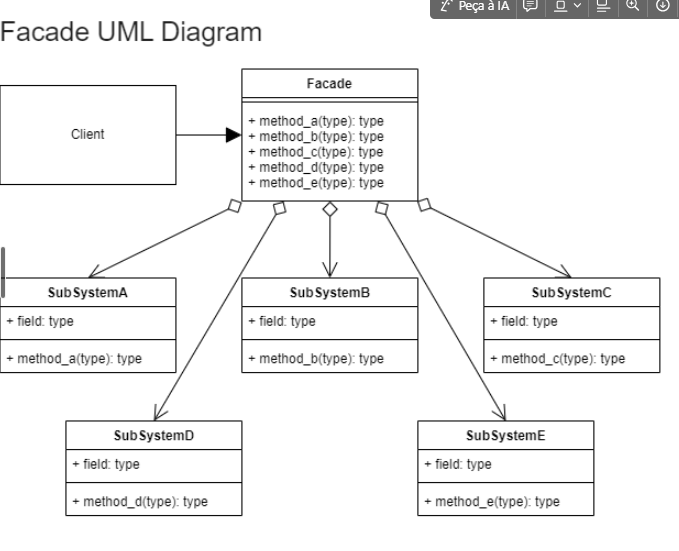 Peça à IA
Facade UML Diagram
Facade
+ method_a(type): type
+ method_b(type): type
+ method_c(type): type
+ method_d(type): type
+ method_e(type): type
Client
SubSystemA
+ field: type
+ method_a(type): type
SubSystemB
+ field: type
+ method_b(type): type
SubSystemC
+ field: type
+ method_c(type): type
SubSystemD
+ field: type
+ method_d(type): type
SubSystemE
+ field: type
+ method_e(type): type